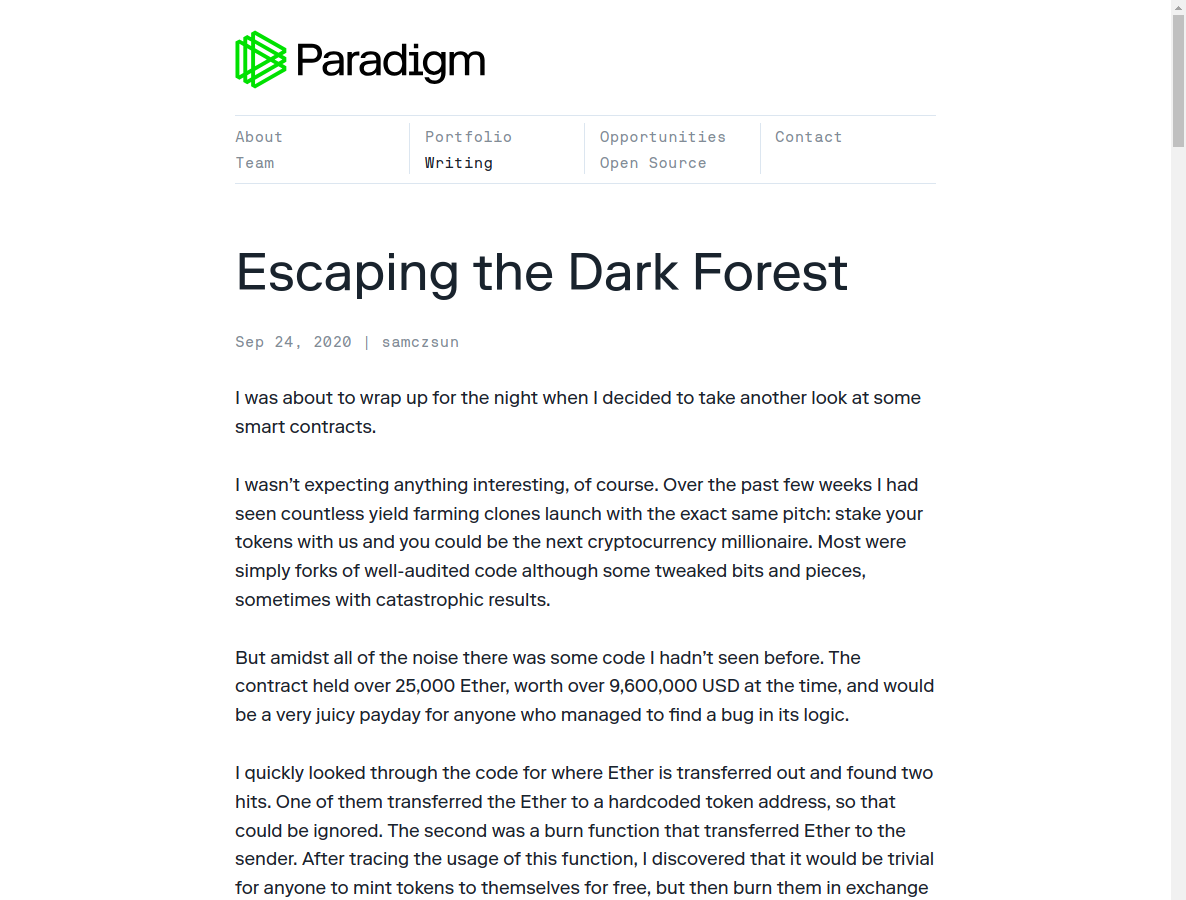 Paradigm
About
Team
Portfolio
Writing
Opportunities
Open Source
Contact
Escaping the Dark Forest
Sep 24, 2020 | samczsun
I was about to wrap up for the night when I decided to take another look at some
smart contracts.
I wasn’t expecting anything interesting, of course. Over the past few weeks I had
seen countless yield farming clones launch with the exact same pitch: stake your
tokens with us and you could be the next cryptocurrency millionaire. Most were
simply forks of well-audited code although some tweaked bits and pieces,
sometimes with catastrophic results.
But amidst all of the noise there was some code I hadn’t seen before. The
contract held over 25,000 Ether, worth over 9,600,000 USD at the time, and would
be a very juicy payday for anyone who managed to find a bug in its logic.
I quickly looked through the code for where Ether is transferred out and found two
hits. One of them transferred the Ether to a hardcoded token address, so that
could be ignored. The second was a burn function that transferred Ether to the
sender. After tracing the usage of this function, I discovered that it would be trivial
for anyone to mint tokens to themselves for free, but then burn them in exchange